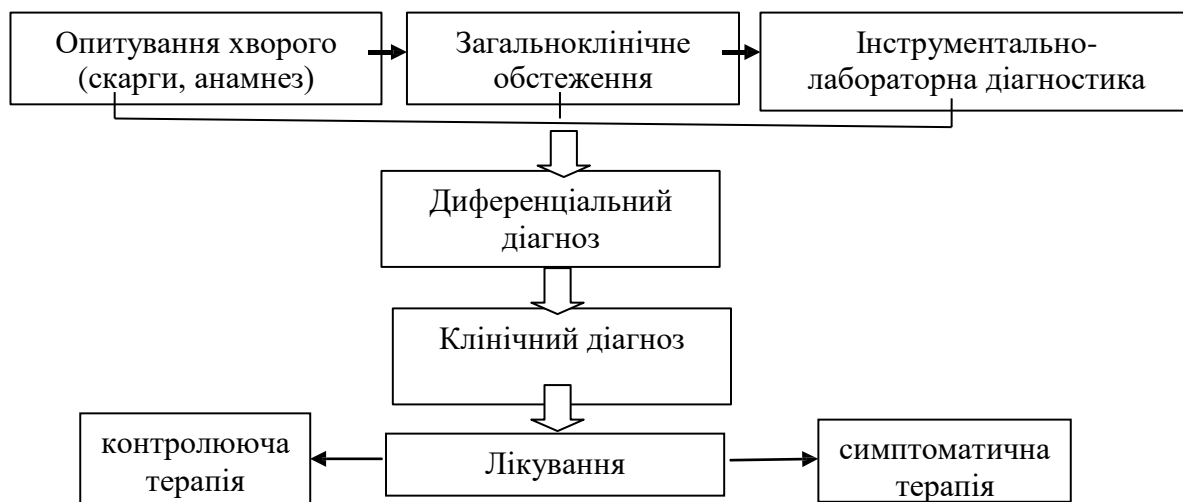 Опитування хворого
(скарги, анамнез)
Загальноклінічне
обстеження
Інструментально-
лабораторна діагностика
Диференціальний
діагноз
Клінічний діагноз
контролююча
терапія
Лікування
симптоматична
терапія